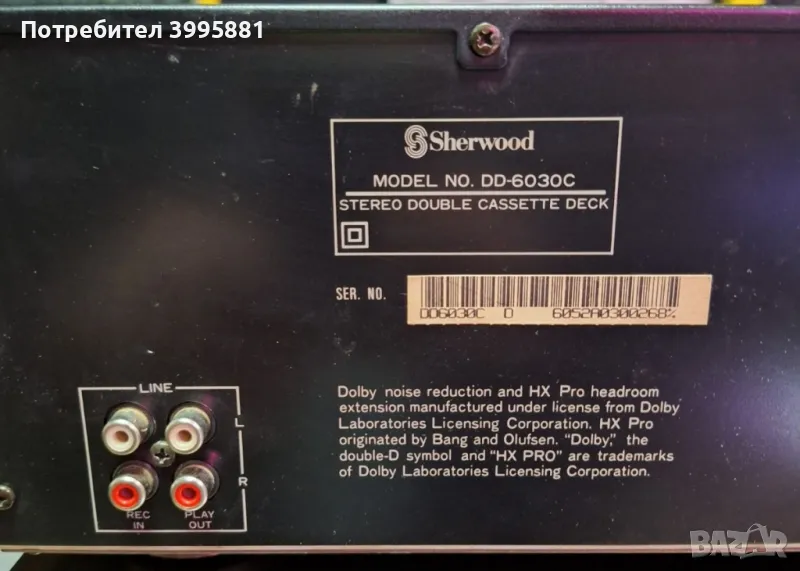 Потребител 3995881
Sherwood
MODEL NO. DD-6030C
STEREO DOUBLE CASSETTE DECK
SER. NO.
DD6030C D 6052A0300268%
LINE
L
R
REC IN
PLAY OUT
Dolby noise reduction and HX Pro headroom
extension manufactured under license from Dolby
Laboratories Licensing Corporation. HX Pro
originated by Bang and Olufsen. "Dolby," the
double-D symbol and "HX PRO" are trademarks
of Dolby Laboratories Licensing Corporation.
BAZAR